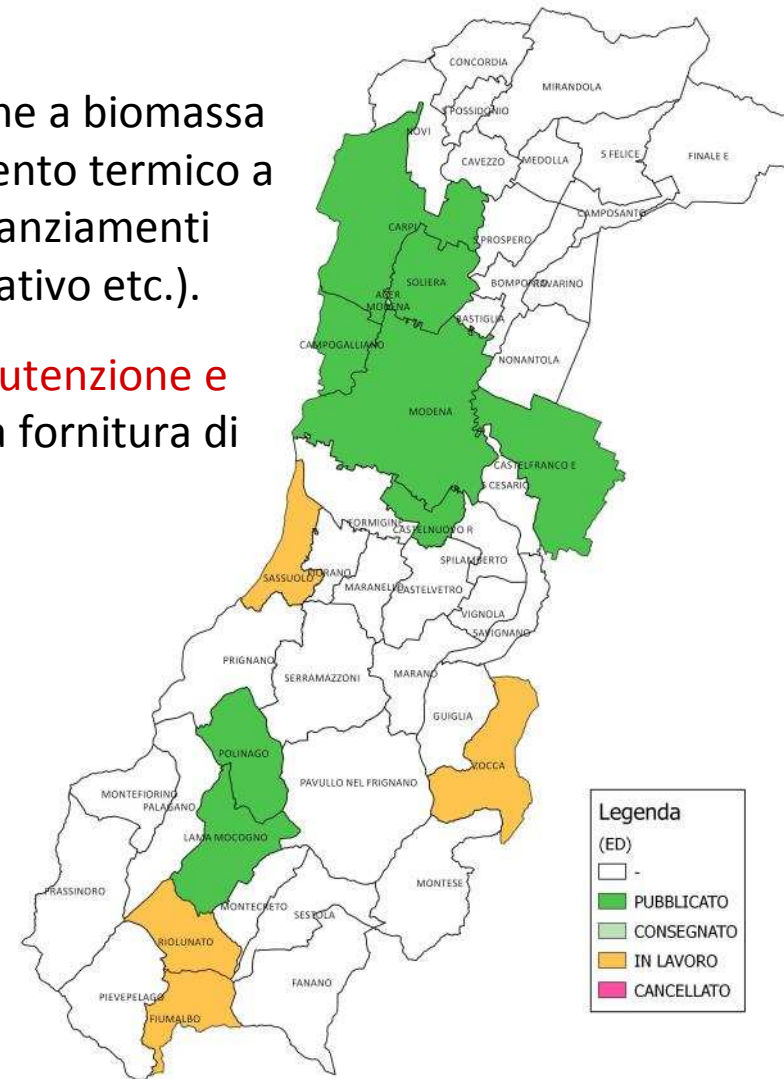 ne a biomassa
ento termico a
anziamenti
ativo etc.).
utenzione e
a fornitura di
CONCORDIA
MIRANDOLA
S POSSIDONIO
NOVI
CAVEZZO
MEDOLLA
S FELICE
FINALE E
CAMPOSANTO
CARPI
S PROSPERO
SOLIERA
BOMPORTO
RAVARINO
ACER
MODENA
BASTIGLIA
CAMPOGALLIANO
NONANTOLA
MODENA
CASTELFRANCO E
S CESARIO
FORMIGINE
CASTELNUOVO R
SPILAMBERTO
SASSUOLO
FIORANO
MARANELLO
CASTELVETRO
VIGNOLA
SAVIGNANO
PRIGNANO
SERRAMAZZONI
MARANO
GUIGLIA
POLINAGO
ZOCCA
PAVULLO NEL FRIGNANO
MONTEFIORINO
PALAGANO
LAMA MOCOGNO
FRASSINORO
MONTECRETO
SESTOLA
MONTESE
RIOLUNATO
FANANO
PIEVEPELAGO
FIUMALBO
Legenda
(ED)
-
PUBBLICATO
CONSEGNATO
IN LAVORO
CANCELLATO